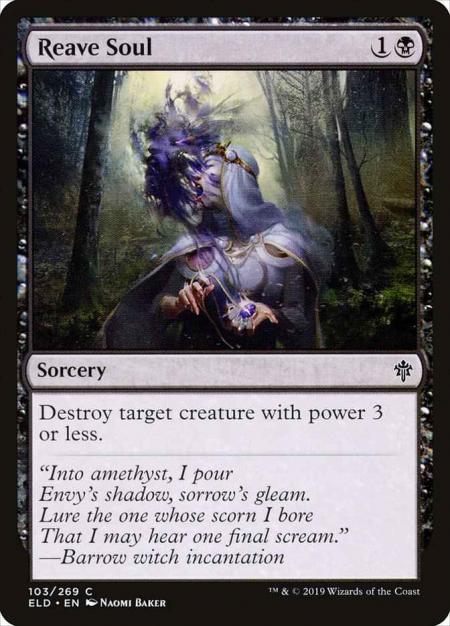 Reave Soul 1
Sorcery
Destroy target creature with power 3
or less.
“Into amethyst, I pour
Envy’s shadow, sorrow’s gleam.
Lure the one whose scorn I bore
That I may hear one final scream.”
—Barrow witch incantation
103/269 C
ELD • EN Naomi Baker
™ & © 2019 Wizards of the Coast